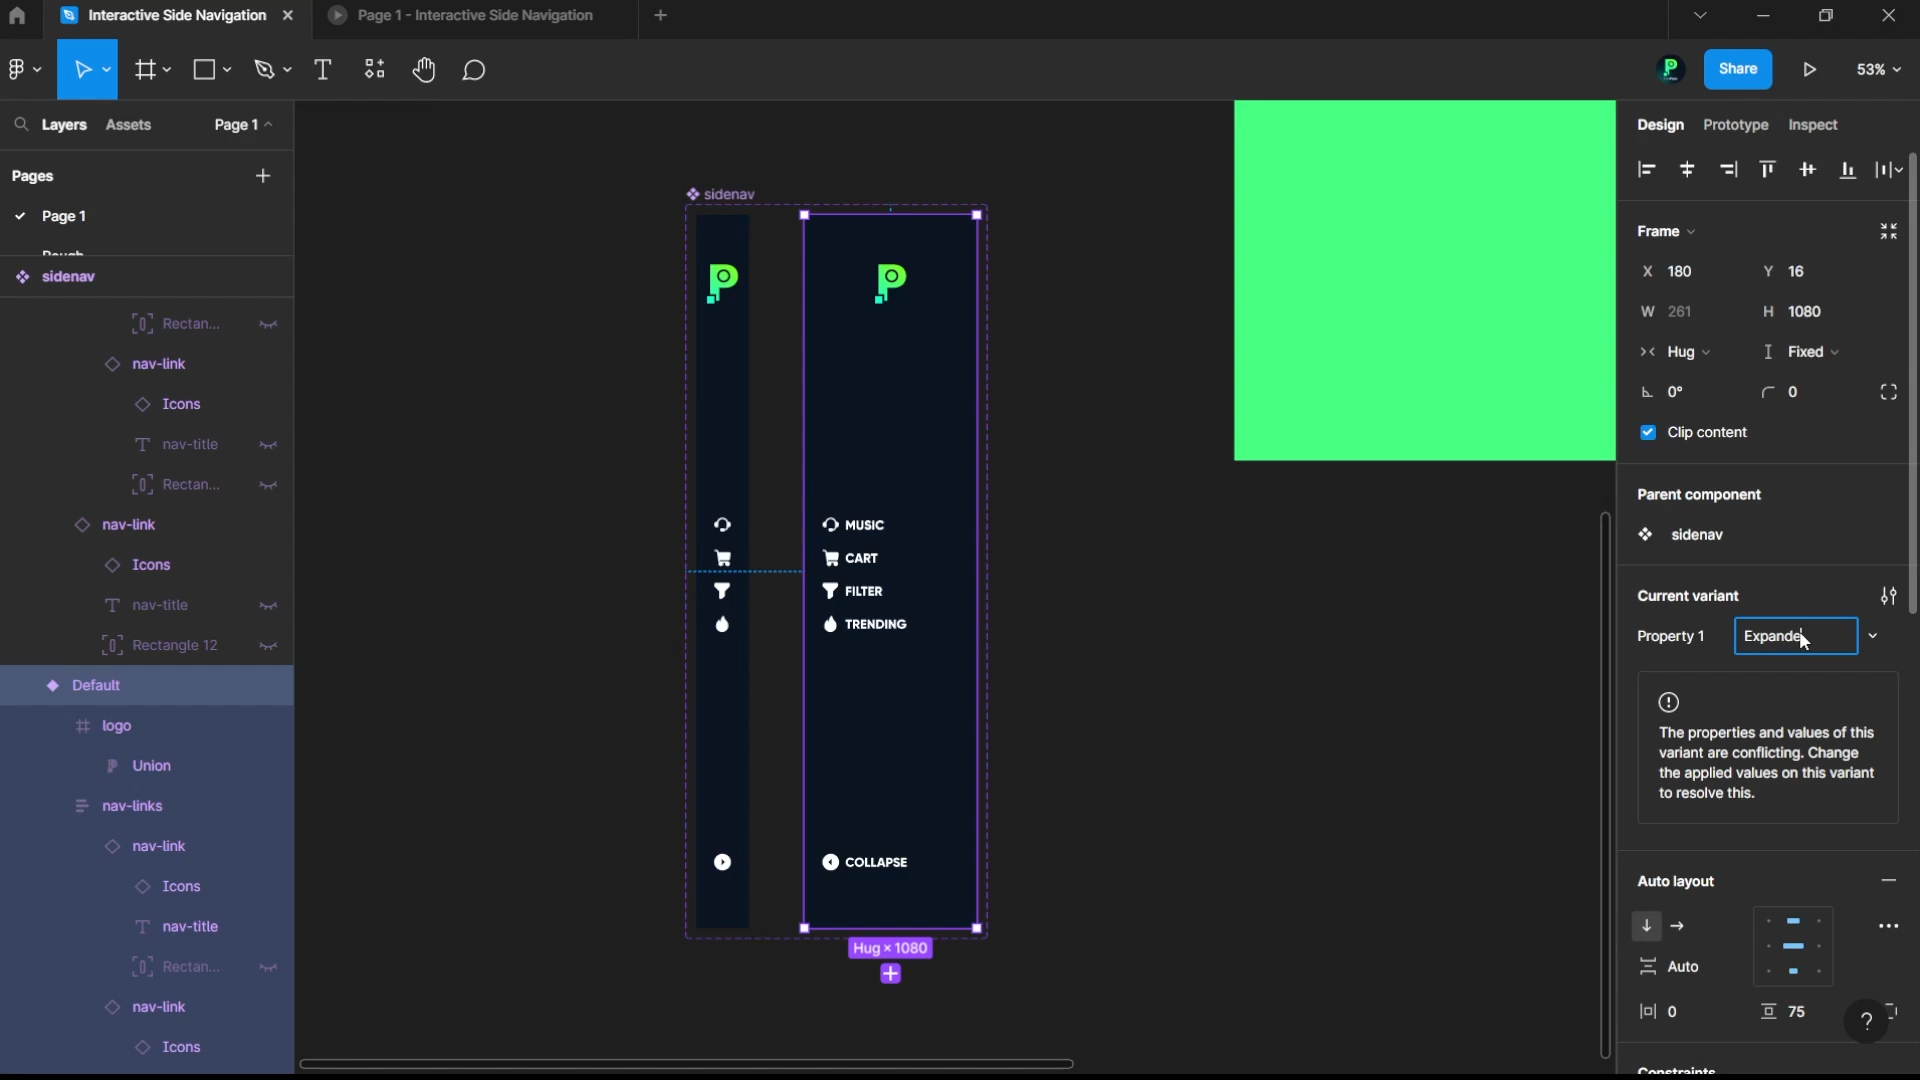 Interactive Side Navigation
Page 1 - Interactive Side Navigation
Share
53%
Layers
Assets
Page 1
Pages
Page 1
sidenav
Rectan...
nav-link
Icons
nav-title
Rectan...
nav-link
Icons
nav-title
Rectangle 12
Default
logo
Union
nav-links
nav-link
Icons
nav-title
Rectan...
nav-link
Icons
sidenav
MUSIC
CART
FILTER
TRENDING
COLLAPSE
Hug × 1080
Design
Prototype
Inspect
Frame
X 180
Y 16
W 261
H 1080
Hug
Fixed
0°
0
Clip content
Parent component
sidenav
Current variant
Property 1
Expande
The properties and values of this
variant are conflicting. Change
the applied values on this variant
to resolve this.
Auto layout
Auto
0
75
?
Constraints